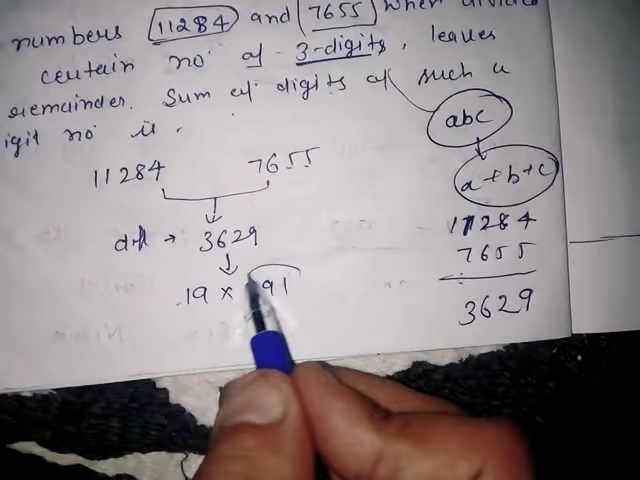 numbers 11284 and 7655 when divided
certain no. of 3-digits, leaves
remainder. Sum of digits of such a
igit no is.
abc
a+b+c
11284 7655
diff → 3629
19 × 91
11284
7655
3629